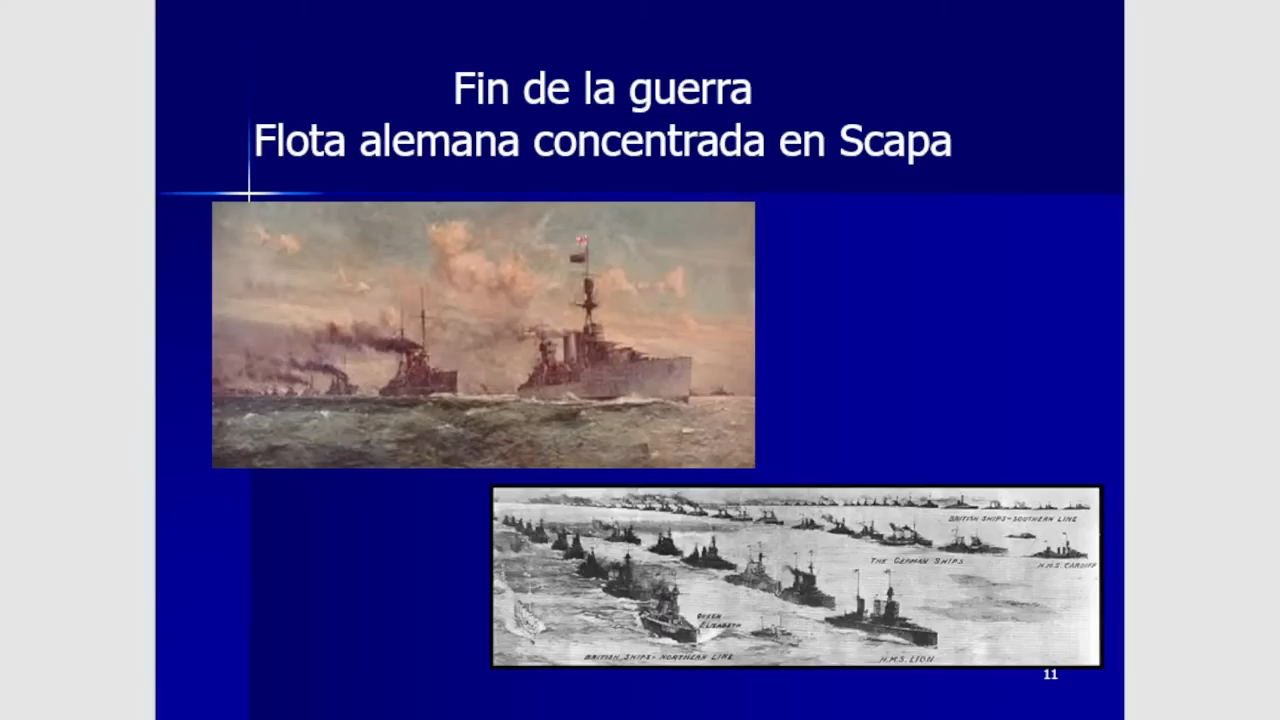 Fin de la guerra
Flota alemana concentrada en Scapa
BRITISH SHIPS-SOUTHERN LINE
THE GERMAN SHIPS
H.M.S. CARDIFF
QUEEN
ELIZABETH
BRITISH SHIPS- NORTHERN LINE
H.M.S. LION
11